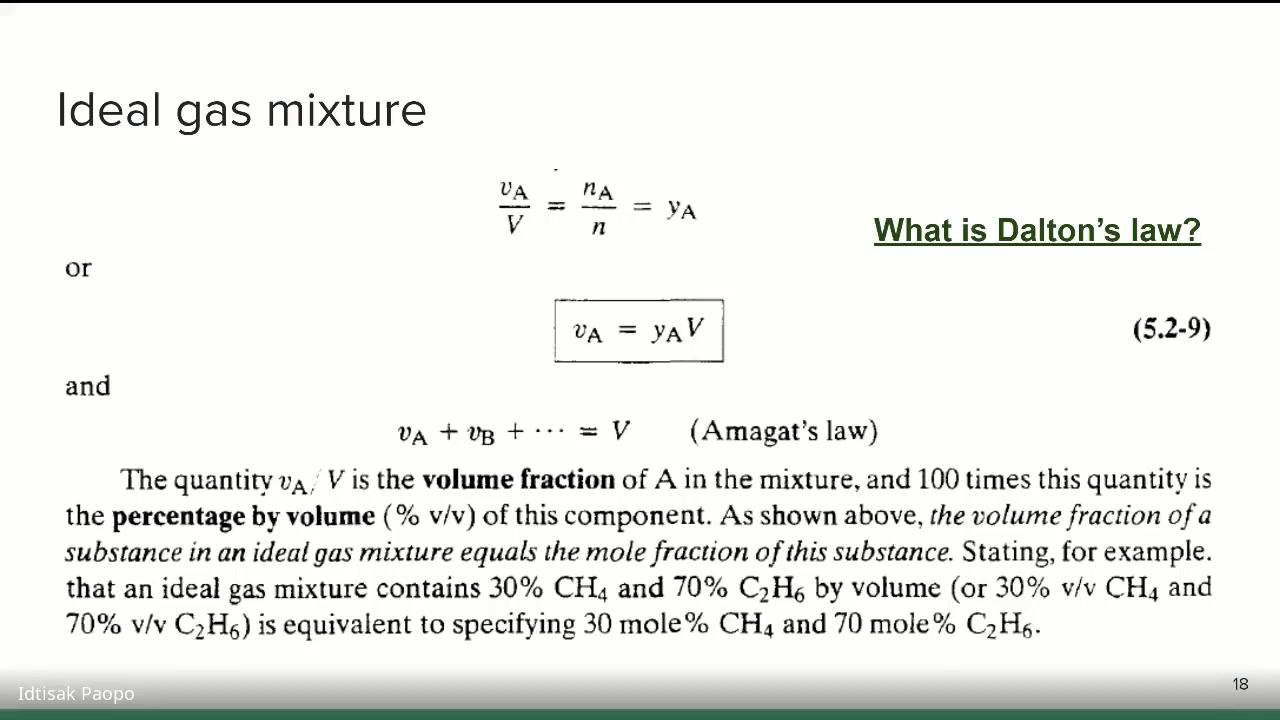 Ideal gas mixture
vA/V = nA/n = yA
What is Dalton's law?
or
vA = yAV
(5.2-9)
and
vA + vB + ··· = V (Amagat's law)
The quantity vA/V is the volume fraction of A in the mixture, and 100 times this quantity is
the percentage by volume (% v/v) of this component. As shown above, the volume fraction of a
substance in an ideal gas mixture equals the mole fraction of this substance. Stating, for example.
that an ideal gas mixture contains 30% CH4 and 70% C2H6 by volume (or 30% v/v CH4 and
70% v/v C2H6) is equivalent to specifying 30 mole% CH4 and 70 mole% C2H6.
Idtisak Paopo
18